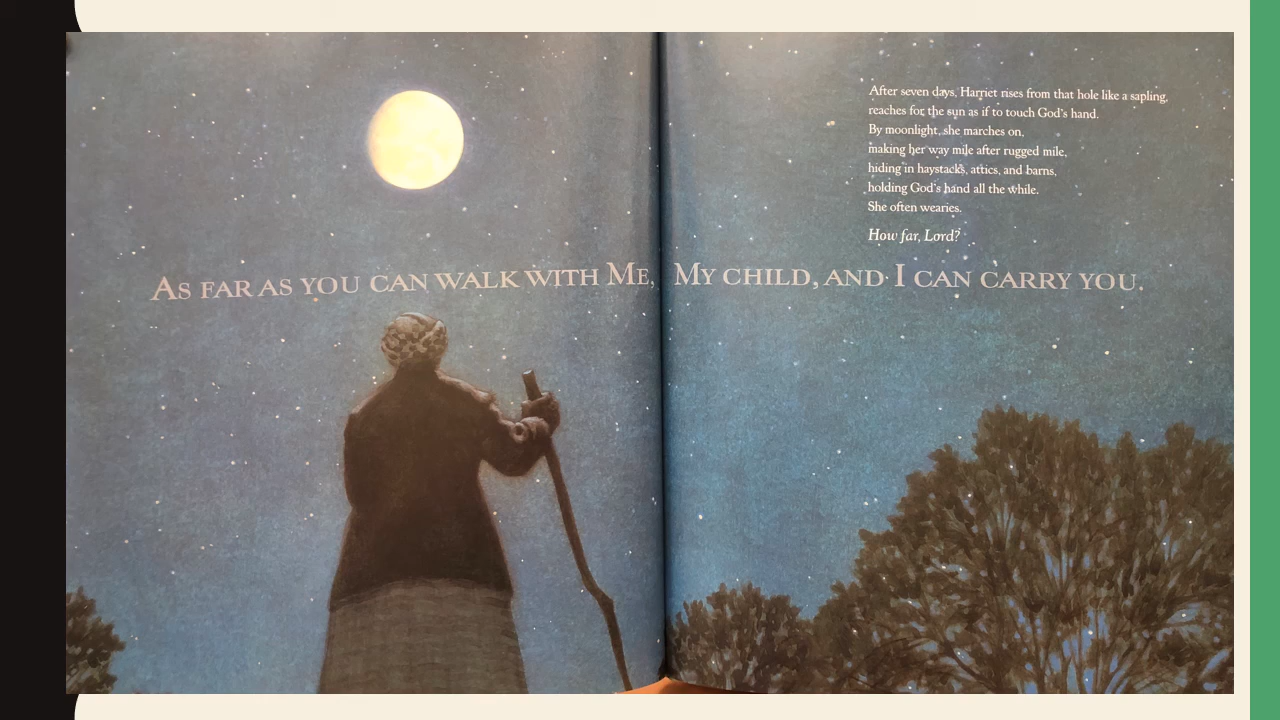 After seven days, Harriet rises from that hole like a sapling,
reaches for the sun as if to touch God's hand.
By moonlight, she marches on,
making her way mile after rugged mile,
hiding in haystacks, attics, and barns,
holding God's hand all the while.
She often wearies.
How far, Lord?
AS FAR AS YOU CAN WALK WITH ME, MY CHILD, AND I CAN CARRY YOU.